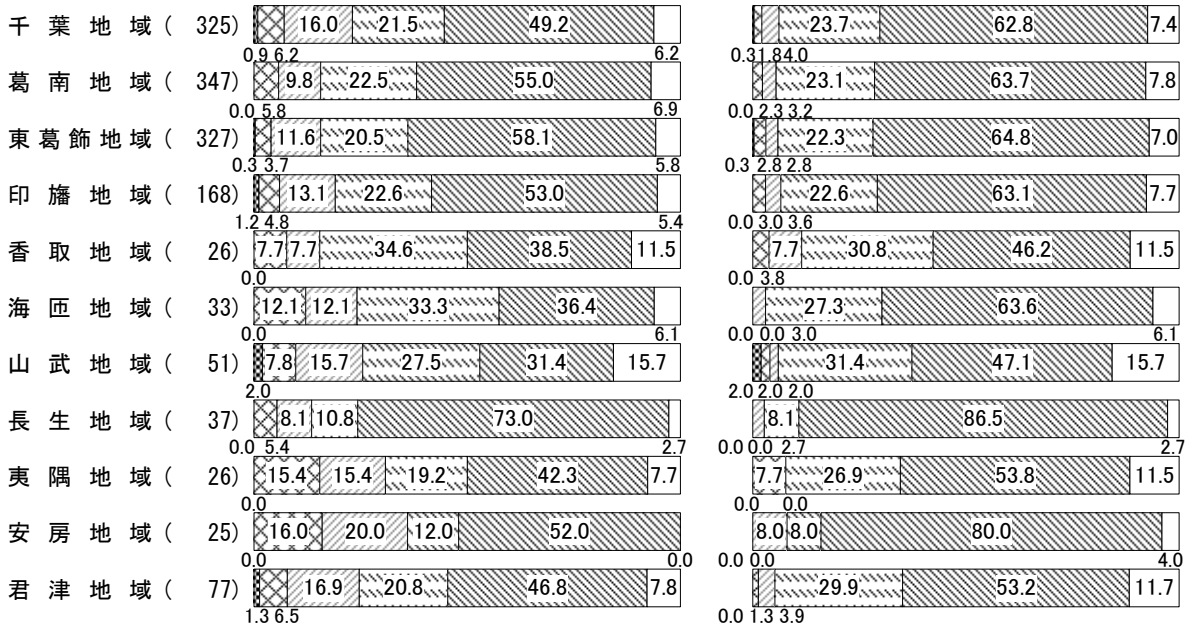 千葉地域( 325) 16.0 21.5 49.2 23.7 62.8 7.4
0.9 6.2 6.2 0.3 1.8 4.0
葛南地域( 347) 9.8 22.5 55.0 23.1 63.7 7.8
0.0 5.8 6.9 0.0 2.3 3.2
東葛飾地域( 327) 11.6 20.5 58.1 22.3 64.8 7.0
0.3 3.7 5.8 0.3 2.8 2.8
印旛地域( 168) 13.1 22.6 53.0 22.6 63.1 7.7
1.2 4.8 5.4 0.0 3.0 3.6
香取地域( 26) 7.7 7.7 34.6 38.5 11.5 7.7 30.8 46.2 11.5
0.0 0.0 3.8
海匝地域( 33) 12.1 12.1 33.3 36.4 27.3 63.6
0.0 6.1 0.0 0.0 3.0 6.1
山武地域( 51) 7.8 15.7 27.5 31.4 15.7 31.4 47.1 15.7
2.0 2.0 2.0 2.0
長生地域( 37) 8.1 10.8 73.0 8.1 86.5
0.0 5.4 2.7 0.0 0.0 2.7 2.7
夷隅地域( 26) 15.4 15.4 19.2 42.3 7.7 7.7 26.9 53.8 11.5
0.0 0.0 0.0
安房地域( 25) 16.0 20.0 12.0 52.0 8.0 8.0 80.0
0.0 0.0 0.0 0.0 4.0
君津地域( 77) 16.9 20.8 46.8 7.8 29.9 53.2 11.7
1.3 6.5 0.0 1.3 3.9